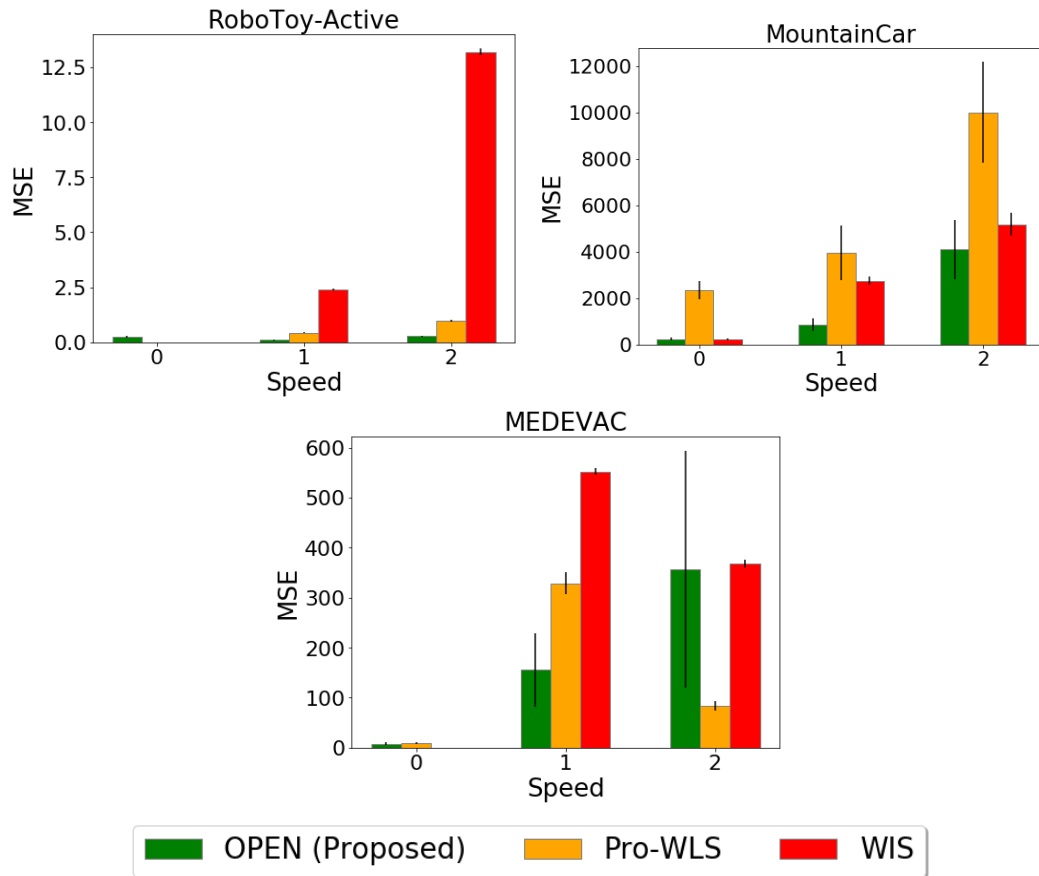 RoboToy-Active
12.5
10.0
7.5
5.0
2.5
0.0
MSE
0 1 2
Speed
MountainCar
12000
10000
8000
6000
4000
2000
0
MSE
0 1 2
Speed
MEDEVAC
600
500
400
300
200
100
0
MSE
0 1 2
Speed
OPEN (Proposed) Pro-WLS WIS